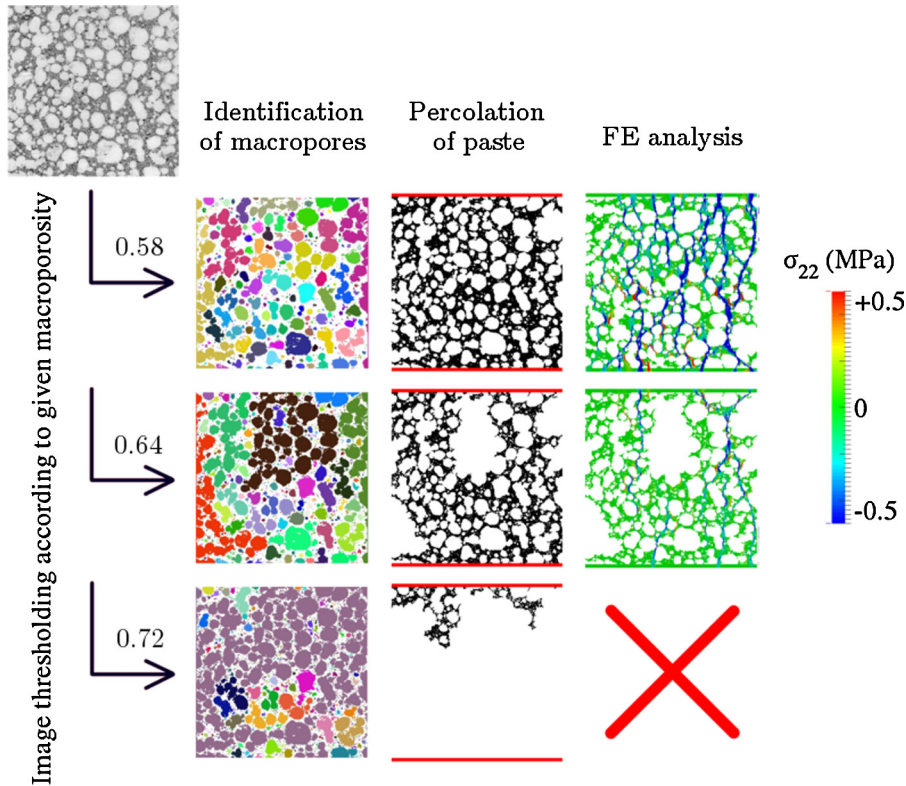 Identification
of macropores
Percolation
of paste
FE analysis
Image thresholding according to given macroporosity
0.58
0.64
0.72
σ22 (MPa)
+0.5
0
-0.5